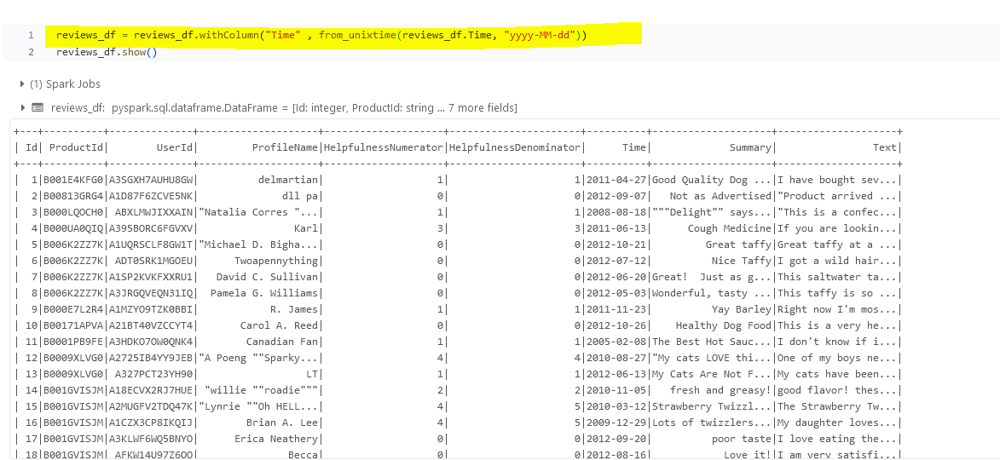 1 reviews_df = reviews_df.withColumn("Time" , from_unixtime(reviews_df.Time, "yyyy-MM-dd"))
2 reviews_df.show()
(1) Spark Jobs
reviews_df: pyspark.sql.dataframe.DataFrame = [Id: integer, ProductId: string ... 7 more fields]
+---+----------+--------------+--------------------+--------------------+----------------------+----------+--------------------+--------------------+
| Id| ProductId| UserId| ProfileName|HelpfulnessNumerator|HelpfulnessDenominator| Time| Summary| Text|
+---+----------+--------------+--------------------+--------------------+----------------------+----------+--------------------+--------------------+
| 1|B001E4KFG0|A3SGXH7AUHU8GW| delmartian| 1| 1|2011-04-27|Good Quality Dog ...|I have bought sev...|
| 2|B00813GRG4|A1D87F6ZCVE5NK| dll pa| 0| 0|2012-09-07| Not as Advertised|"Product arrived ...|
| 3|B000LQOCH0| ABXLMWJIXXAIN|"Natalia Corres "...| 1| 1|2008-08-18|"""Delight"" says...|"This is a confec...|
| 4|B000UA0QIQ|A395BORC6FGVXV| Karl| 3| 3|2011-06-13| Cough Medicine|If you are lookin...|
| 5|B006K2ZZ7K|A1UQRSCLF8GW1T|"Michael D. Bigha...| 0| 0|2012-10-21| Great taffy|Great taffy at a ...|
| 6|B006K2ZZ7K| ADT0SRK1MGOEU| Twoapennything| 0| 0|2012-07-12| Nice Taffy|I got a wild hair...|
| 7|B006K2ZZ7K|A1SP2KVKFXXRU1| David C. Sullivan| 0| 0|2012-06-20|Great! Just as g...|This saltwater ta...|
| 8|B006K2ZZ7K|A3JRGQVEQN31IQ| Pamela G. Williams| 0| 0|2012-05-03|Wonderful, tasty ...|This taffy is so ...|
| 9|B000E7L2R4|A1MZYO9TZK0BBI| R. James| 1| 1|2011-11-23| Yay Barley|Right now I'm mos...|
| 10|B00171APVA|A21BT40VZCCYT4| Carol A. Reed| 0| 0|2012-10-26| Healthy Dog Food|This is a very he...|
| 11|B0001PB9FE|A3HDKO7OW0QNK4| Canadian Fan| 1| 1|2005-02-08|The Best Hot Sauc...|I don't know if i...|
| 12|B0009XLVG0|A2725IB4YY9JEB|"A Poeng ""Sparky...| 4| 4|2010-08-27|"My cats LOVE thi...|One of my boys ne...|
| 13|B0009XLVG0| A327PCT23YH90| LT| 1| 1|2012-06-13|My Cats Are Not F...|My cats have been...|
| 14|B001GVISJM|A18ECVX2RJ7HUE| "willie ""roadie"""| 2| 2|2010-11-05| fresh and greasy!|good flavor! thes...|
| 15|B001GVISJM|A2MUGFV2TDQ47K|"Lynrie ""Oh HELL...| 4| 5|2010-03-12|Strawberry Twizzl...|The Strawberry Tw...|
| 16|B001GVISJM|A1CZX3CP8IKQIJ| Brian A. Lee| 4| 5|2009-12-29|Lots of twizzlers...|My daughter loves...|
| 17|B001GVISJM|A3KLWF6WQ5BNYO| Erica Neathery| 0| 0|2012-09-20| poor taste|I love eating the...|
| 18|B001GVISJM| AFKW14U97Z6QO| Becca| 0| 0|2012-08-16| Love it!|I am very satisfi...|